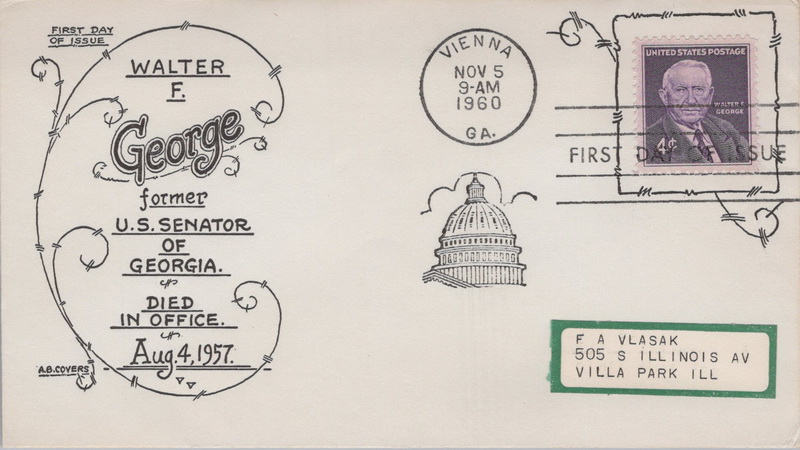 FIRST DAY
OF ISSUE
WALTER
F.
George
former
U.S. SENATOR
OF
GEORGIA.
DIED
IN OFFICE.
Aug 4, 1957.
A.B. COVERS
VIENNA
NOV 5
9-AM
1960
GA.
UNITED STATES POSTAGE
WALTER F.
GEORGE
4¢
FIRST DAY OF ISSUE
F A VLASAK
505 S ILLINOIS AV
VILLA PARK ILL